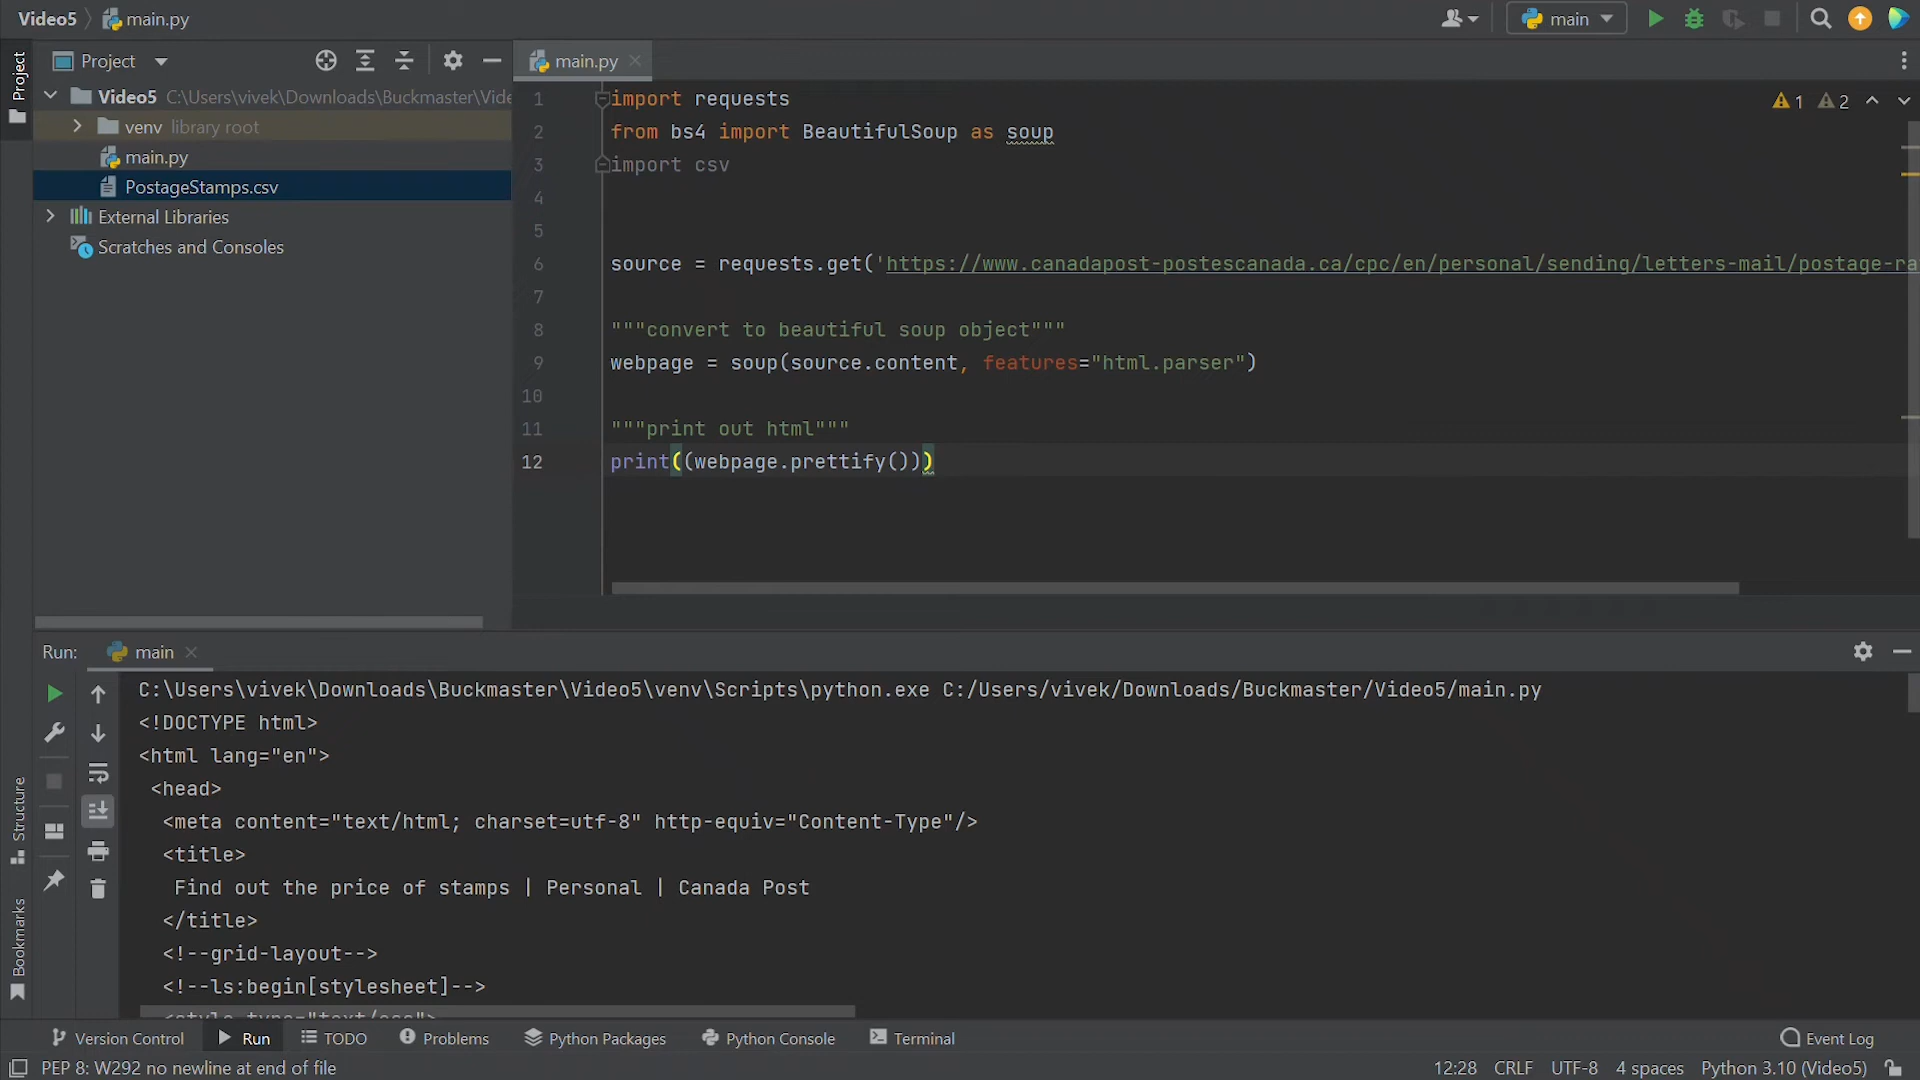 Video5 main.py
main
Project
Project
Video5 C:\Users\vivek\Downloads\Buckmaster\Vide
venv library root
main.py
PostageStamps.csv
External Libraries
Scratches and Consoles
main.py
1 2
1 import requests
2 from bs4 import BeautifulSoup as soup
3 import csv
4
5
6 source = requests.get('https://www.canadapost-postescanada.ca/cpc/en/personal/sending/letters-mail/postage-ra
7
8 """convert to beautiful soup object"""
9 webpage = soup(source.content, features="html.parser")
10
11 """print out html"""
12 print((webpage.prettify()))
Run: main
C:\Users\vivek\Downloads\Buckmaster\Video5\venv\Scripts\python.exe C:/Users/vivek/Downloads/Buckmaster/Video5/main.py
<!DOCTYPE html>
<html lang="en">
<head>
<meta content="text/html; charset=utf-8" http-equiv="Content-Type"/>
<title>
Find out the price of stamps | Personal | Canada Post
</title>
<!--grid-layout-->
<!--ls:begin[stylesheet]-->
<style type="text/css">
Structure
Bookmarks
Version Control Run TODO Problems Python Packages Python Console Terminal Event Log
PEP 8: W292 no newline at end of file 12:28 CRLF UTF-8 4 spaces Python 3.10 (Video5)